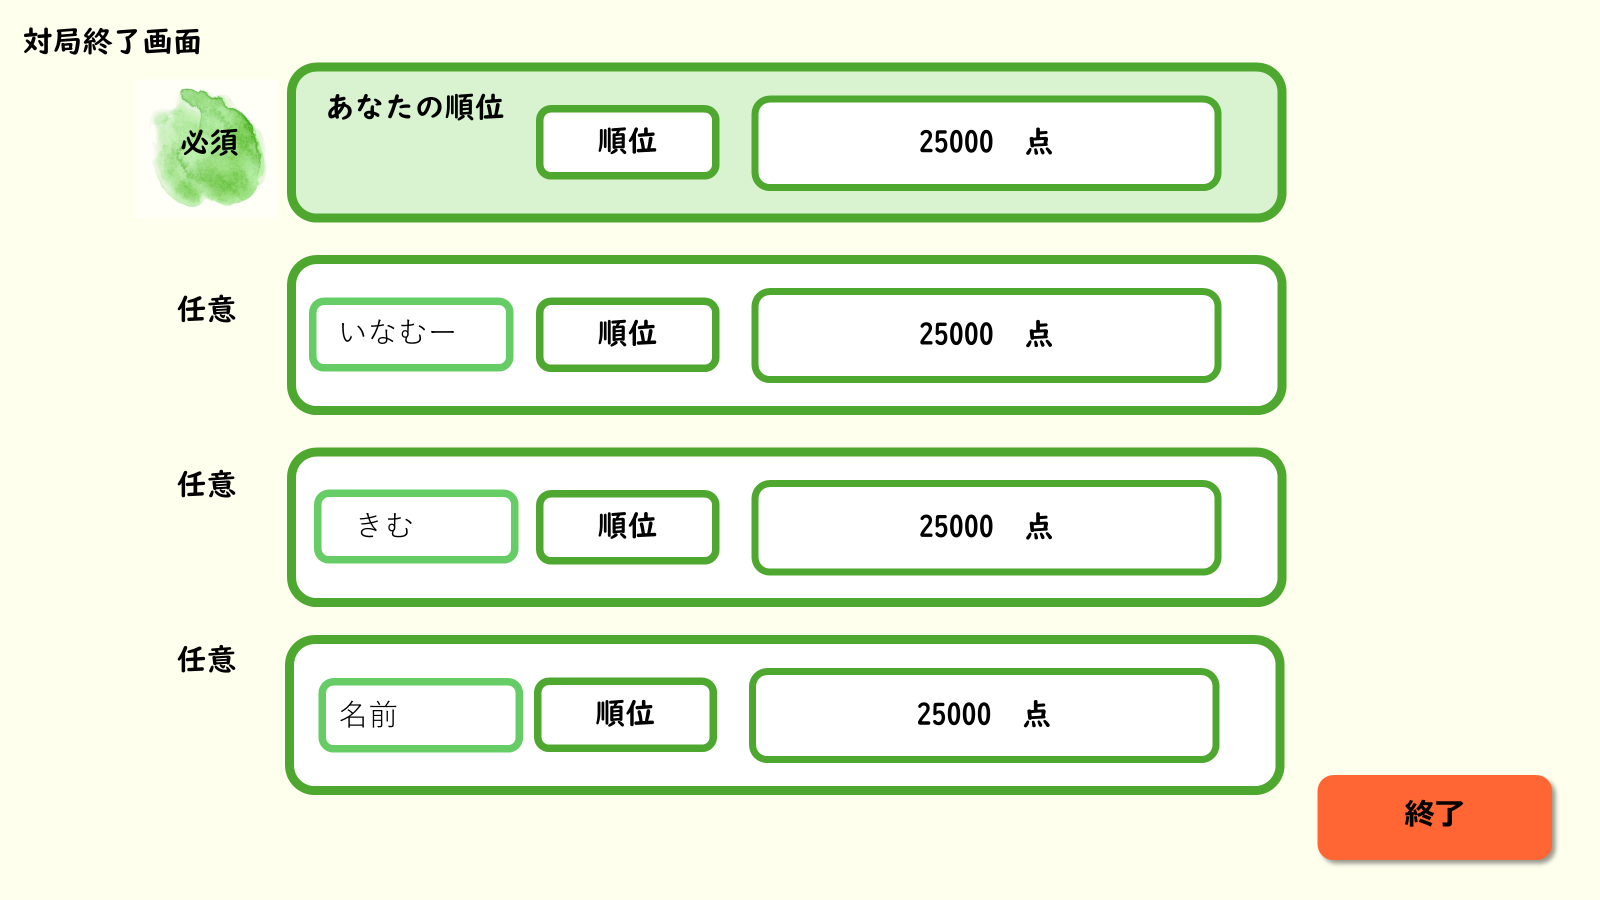 対局終了画面
必須
あなたの順位
順位
25000 点
任意
いなむー
順位
25000 点
任意
きむ
順位
25000 点
任意
名前
順位
25000 点
終了